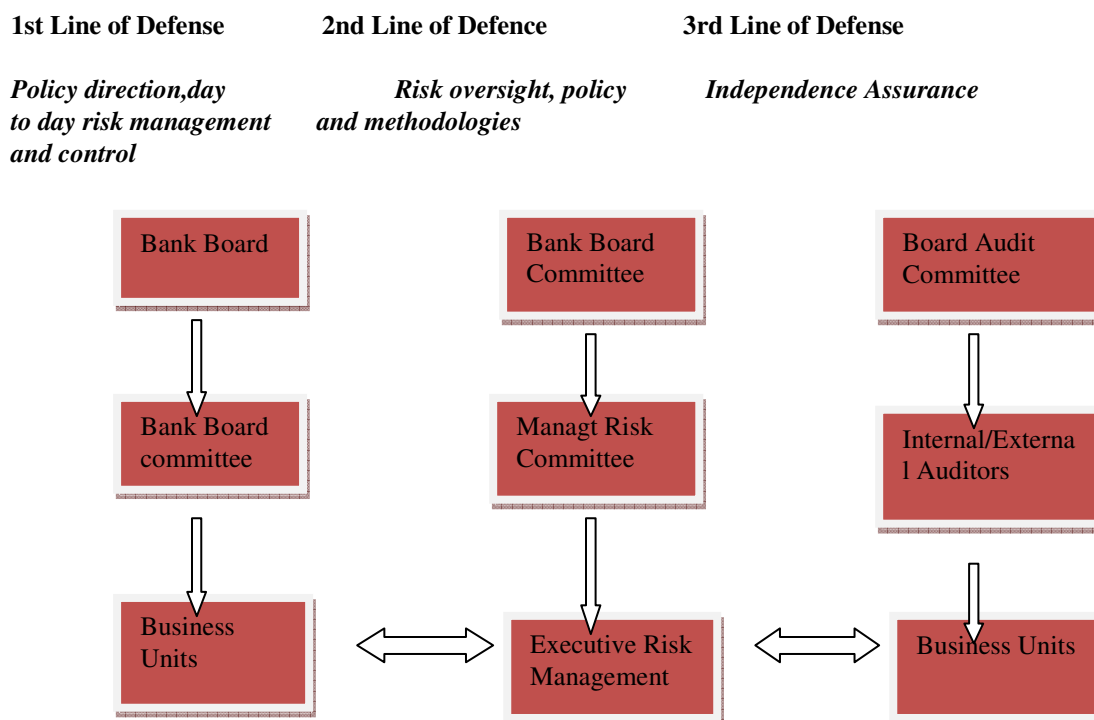 1st Line of Defense
2nd Line of Defence
3rd Line of Defense
Policy direction,day
to day risk management
and control
Risk oversight, policy
and methodologies
Independence Assurance
Bank Board
Bank Board
Committee
Board Audit
Committee
Bank Board
committee
Managt Risk
Committee
Internal/Externa
l Auditors
Business
Units
Executive Risk
Management
Business Units